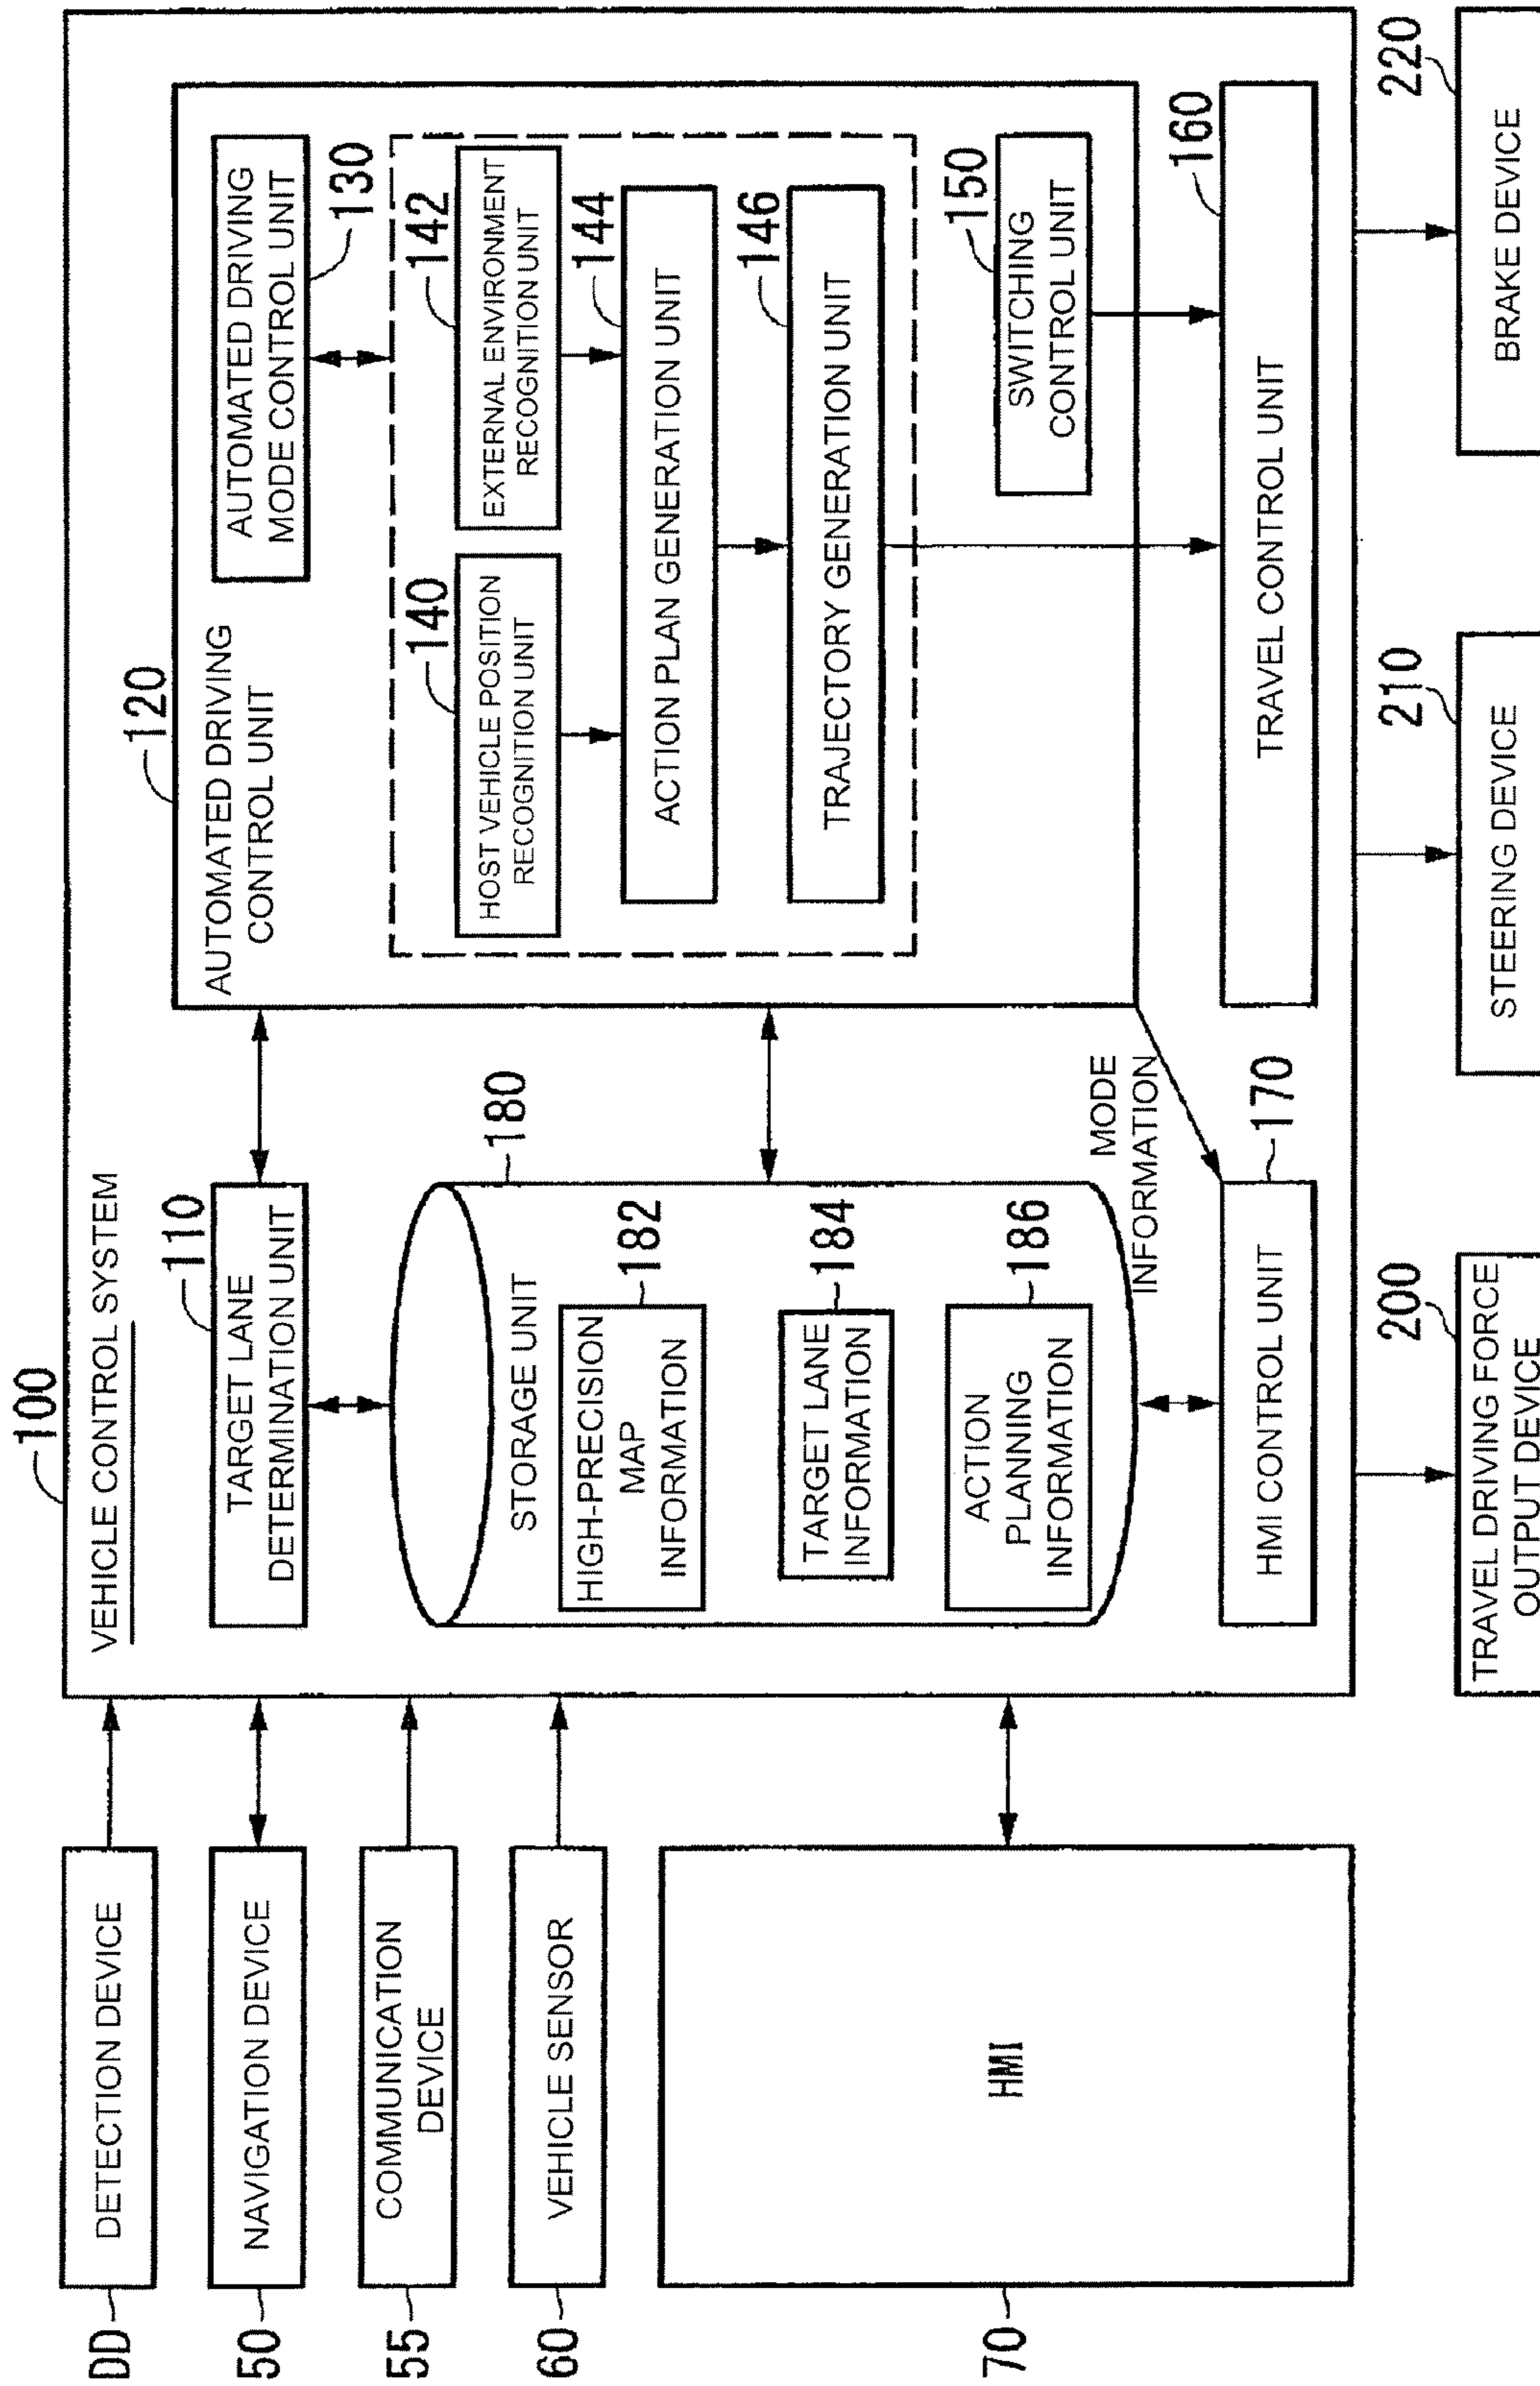 100
VEHICLE CONTROL SYSTEM
DD
DETECTION DEVICE
50
NAVIGATION DEVICE
55
COMMUNICATION
DEVICE
60
VEHICLE SENSOR
70
HMI
110
TARGET LANE
DETERMINATION UNIT
180
STORAGE UNIT
182
HIGH-PRECISION
MAP
INFORMATION
184
TARGET LANE
INFORMATION
186
ACTION
PLANNING
INFORMATION
MODE
INFORMATION
170
HMI CONTROL UNIT
120
AUTOMATED DRIVING
CONTROL UNIT
AUTOMATED DRIVING
MODE CONTROL UNIT
130
140
HOST VEHICLE POSITION
RECOGNITION UNIT
142
EXTERNAL ENVIRONMENT
RECOGNITION UNIT
144
ACTION PLAN GENERATION UNIT
146
TRAJECTORY GENERATION UNIT
150
SWITCHING
CONTROL UNIT
160
TRAVEL CONTROL UNIT
200
TRAVEL DRIVING FORCE
OUTPUT DEVICE
210
STEERING DEVICE
220
BRAKE DEVICE